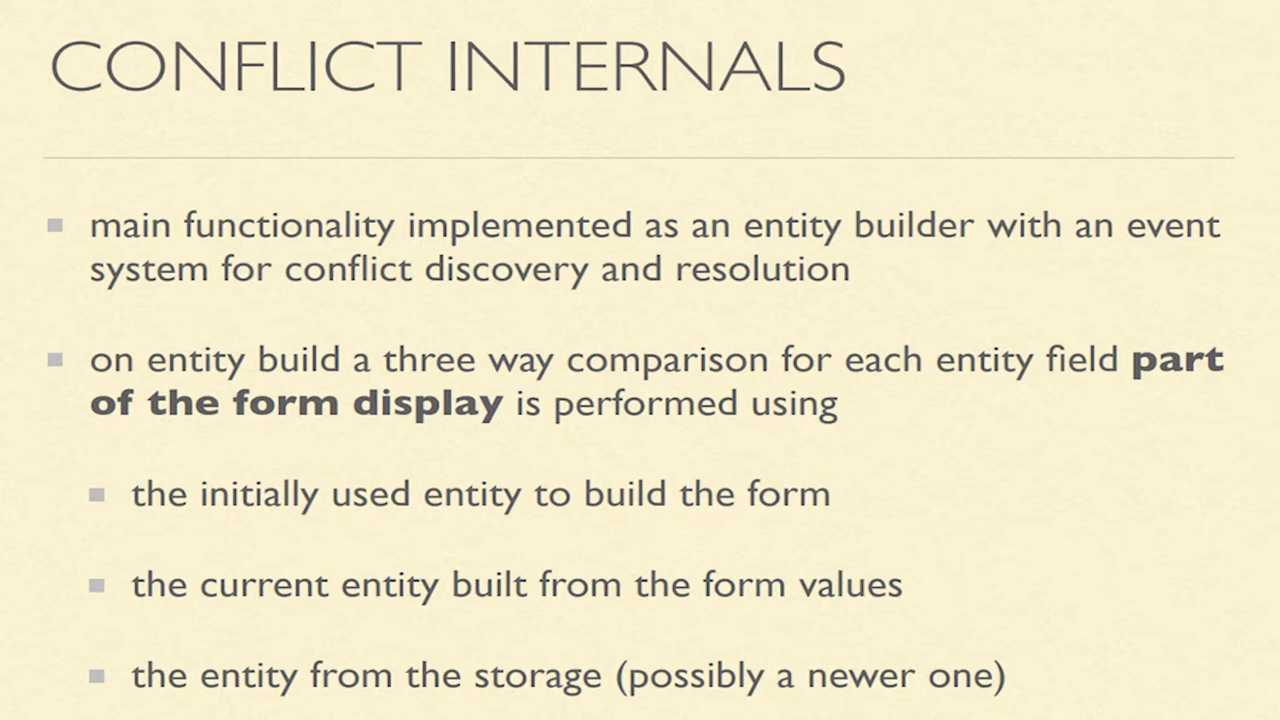 CONFLICT INTERNALS
main functionality implemented as an entity builder with an event
system for conflict discovery and resolution
on entity build a three way comparison for each entity field part
of the form display is performed using
the initially used entity to build the form
the current entity built from the form values
the entity from the storage (possibly a newer one)